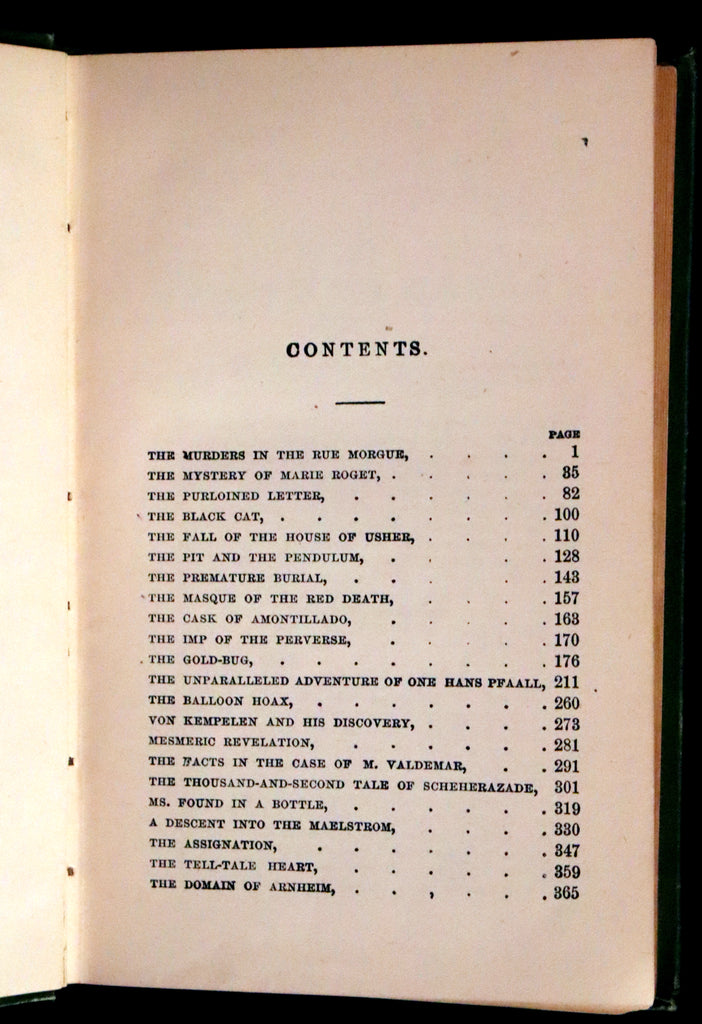 CONTENTS.
PAGE
THE MURDERS IN THE RUE MORGUE, . . . . 1
THE MYSTERY OF MARIE ROGET, . . . . . 35
THE PURLOINED LETTER, . . . . . . 82
THE BLACK CAT, . . . . . . . . 100
THE FALL OF THE HOUSE OF USHER, . . . . 110
THE PIT AND THE PENDULUM, . . . . 128
THE PREMATURE BURIAL, . . . . 143
THE MASQUE OF THE RED DEATH, . . . . 157
THE CASK OF AMONTILLADO, . . . . . 163
THE IMP OF THE PERVERSE, . . . . . 170
THE GOLD-BUG, . . . . . . . . 176
THE UNPARALLELED ADVENTURE OF ONE HANS PFAALL, 211
THE BALLOON HOAX, . . . . . . . 260
VON KEMPELEN AND HIS DISCOVERY, . . . . 273
MESMERIC REVELATION, . . . . . . 281
THE FACTS IN THE CASE OF M. VALDEMAR, . . 291
THE THOUSAND-AND-SECOND TALE OF SCHEHERAZADE, 301
MS. FOUND IN A BOTTLE, . . . . . . 319
A DESCENT INTO THE MAELSTROM, . . . . 330
THE ASSIGNATION, . . . . . . . 347
THE TELL-TALE HEART, . . . . . . 359
THE DOMAIN OF ARNHEIM, . . . . . . 365